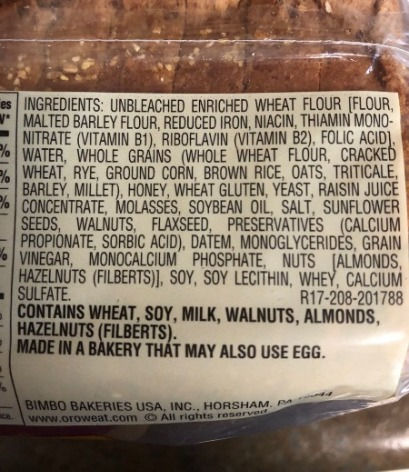 INGREDIENTS: UNBLEACHED ENRICHED WHEAT FLOUR [FLOUR,
MALTED BARLEY FLOUR, REDUCED IRON, NIACIN, THIAMIN MONO-
NITRATE (VITAMIN B1), RIBOFLAVIN (VITAMIN B2), FOLIC ACID],
WATER, WHOLE GRAINS (WHOLE WHEAT FLOUR, CRACKED
WHEAT, RYE, GROUND CORN, BROWN RICE, OATS, TRITICALE,
BARLEY, MILLET), HONEY, WHEAT GLUTEN, YEAST, RAISIN JUICE
CONCENTRATE, MOLASSES, SOYBEAN OIL, SALT, SUNFLOWER
SEEDS, WALNUTS, FLAXSEED, PRESERVATIVES (CALCIUM
PROPIONATE, SORBIC ACID), DATEM, MONOGLYCERIDES, GRAIN
VINEGAR, MONOCALCIUM PHOSPHATE, NUTS [ALMONDS,
HAZELNUTS (FILBERTS)], SOY, SOY LECITHIN, WHEY, CALCIUM
SULFATE. R17-208-201788
CONTAINS WHEAT, SOY, MILK, WALNUTS, ALMONDS,
HAZELNUTS (FILBERTS).
MADE IN A BAKERY THAT MAY ALSO USE EGG.
BIMBO BAKERIES USA, INC., HORSHAM, PA
www.oroweat.com © All rights reserved